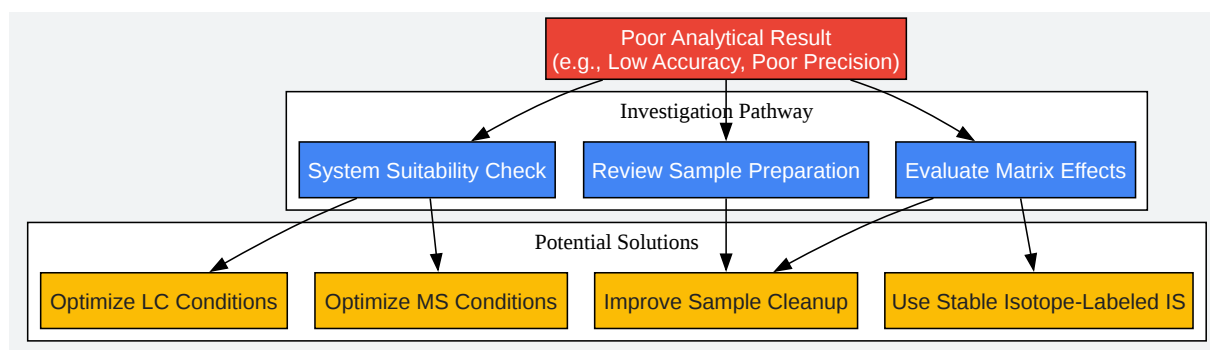 Poor Analytical Result
(e.g., Low Accuracy, Poor Precision)
Investigation Pathway
System Suitability Check
Review Sample Preparation
Evaluate Matrix Effects
Potential Solutions
Optimize LC Conditions
Optimize MS Conditions
Improve Sample Cleanup
Use Stable Isotope-Labeled IS